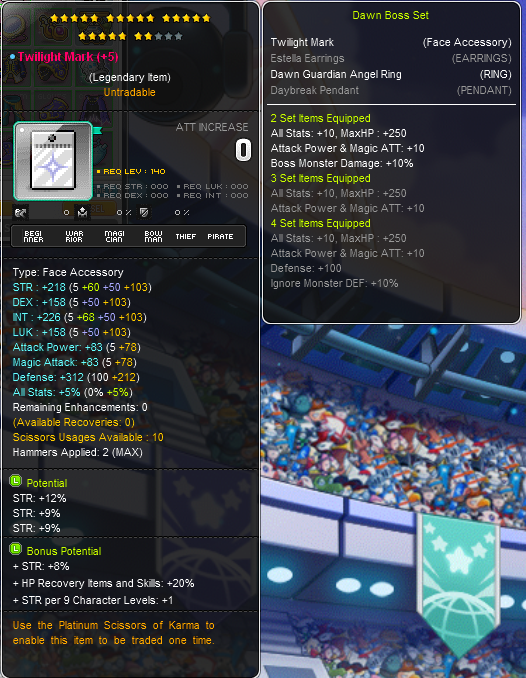 Twilight Mark (+5)
(Legendary Item)
Untradable
ATT INCREASE
0
REQ LEV : 140
REQ STR : 000 REQ LUK : 000
REQ DEX : 000 REQ INT : 000
0 0 % 0 %
BEGINNER WARRIOR MAGICIAN BOWMAN THIEF PIRATE
Type: Face Accessory
STR : +218 (5 +60 +50 +103)
DEX : +158 (5 +50 +103)
INT : +226 (5 +68 +50 +103)
LUK : +158 (5 +50 +103)
Attack Power: +83 (5 +78)
Magic Attack: +83 (5 +78)
Defense: +312 (100 +212)
All Stats: +5% (0% +5%)
Remaining Enhancements: 0
(Available Recoveries: 0)
Scissors Usages Available : 10
Hammers Applied: 2 (MAX)
L Potential
STR: +12%
STR: +9%
STR: +9%
L Bonus Potential
+ STR: +8%
+ HP Recovery Items and Skills: +20%
+ STR per 9 Character Levels: +1
Use the Platinum Scissors of Karma to
enable this item to be traded one time.
Dawn Boss Set
Twilight Mark (Face Accessory)
Estella Earrings (EARRINGS)
Dawn Guardian Angel Ring (RING)
Daybreak Pendant (PENDANT)
2 Set Items Equipped
All Stats: +10, MaxHP : +250
Attack Power & Magic ATT: +10
Boss Monster Damage: +10%
3 Set Items Equipped
All Stats: +10, MaxHP : +250
Attack Power & Magic ATT: +10
4 Set Items Equipped
All Stats: +10, MaxHP : +250
Attack Power & Magic ATT: +10
Defense: +100
Ignore Monster DEF: +10%